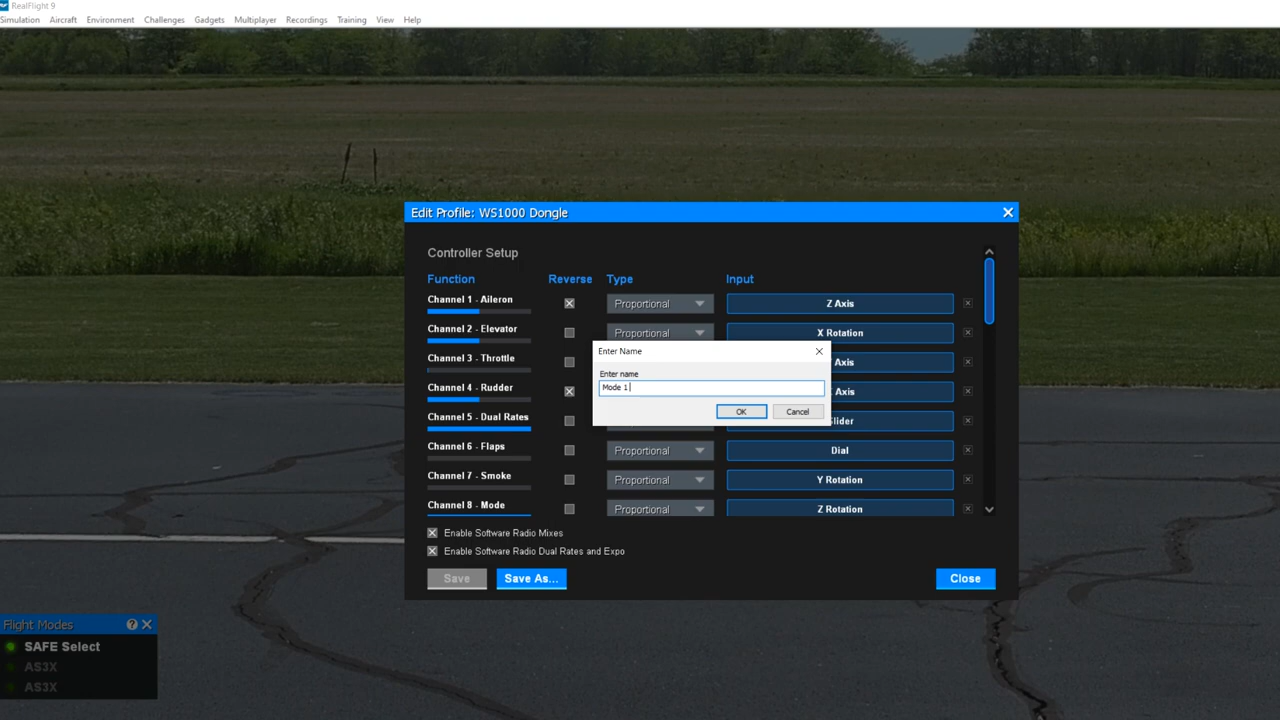 RealFlight 9
Simulation Aircraft Environment Challenges Gadgets Multiplayer Recordings Training View Help
Edit Profile: WS1000 Dongle
Controller Setup
Function Reverse Type Input
Channel 1 - Aileron Proportional Z Axis
Channel 2 - Elevator Proportional X Rotation
Channel 3 - Throttle Axis
Channel 4 - Rudder Axis
Channel 5 - Dual Rates Slider
Channel 6 - Flaps Proportional Dial
Channel 7 - Smoke Proportional Y Rotation
Channel 8 - Mode Proportional Z Rotation
Enter Name
Enter name
Mode 1
OK Cancel
Enable Software Radio Mixes
Enable Software Radio Dual Rates and Expo
Save Save As... Close
Flight Modes
SAFE Select
AS3X
AS3X